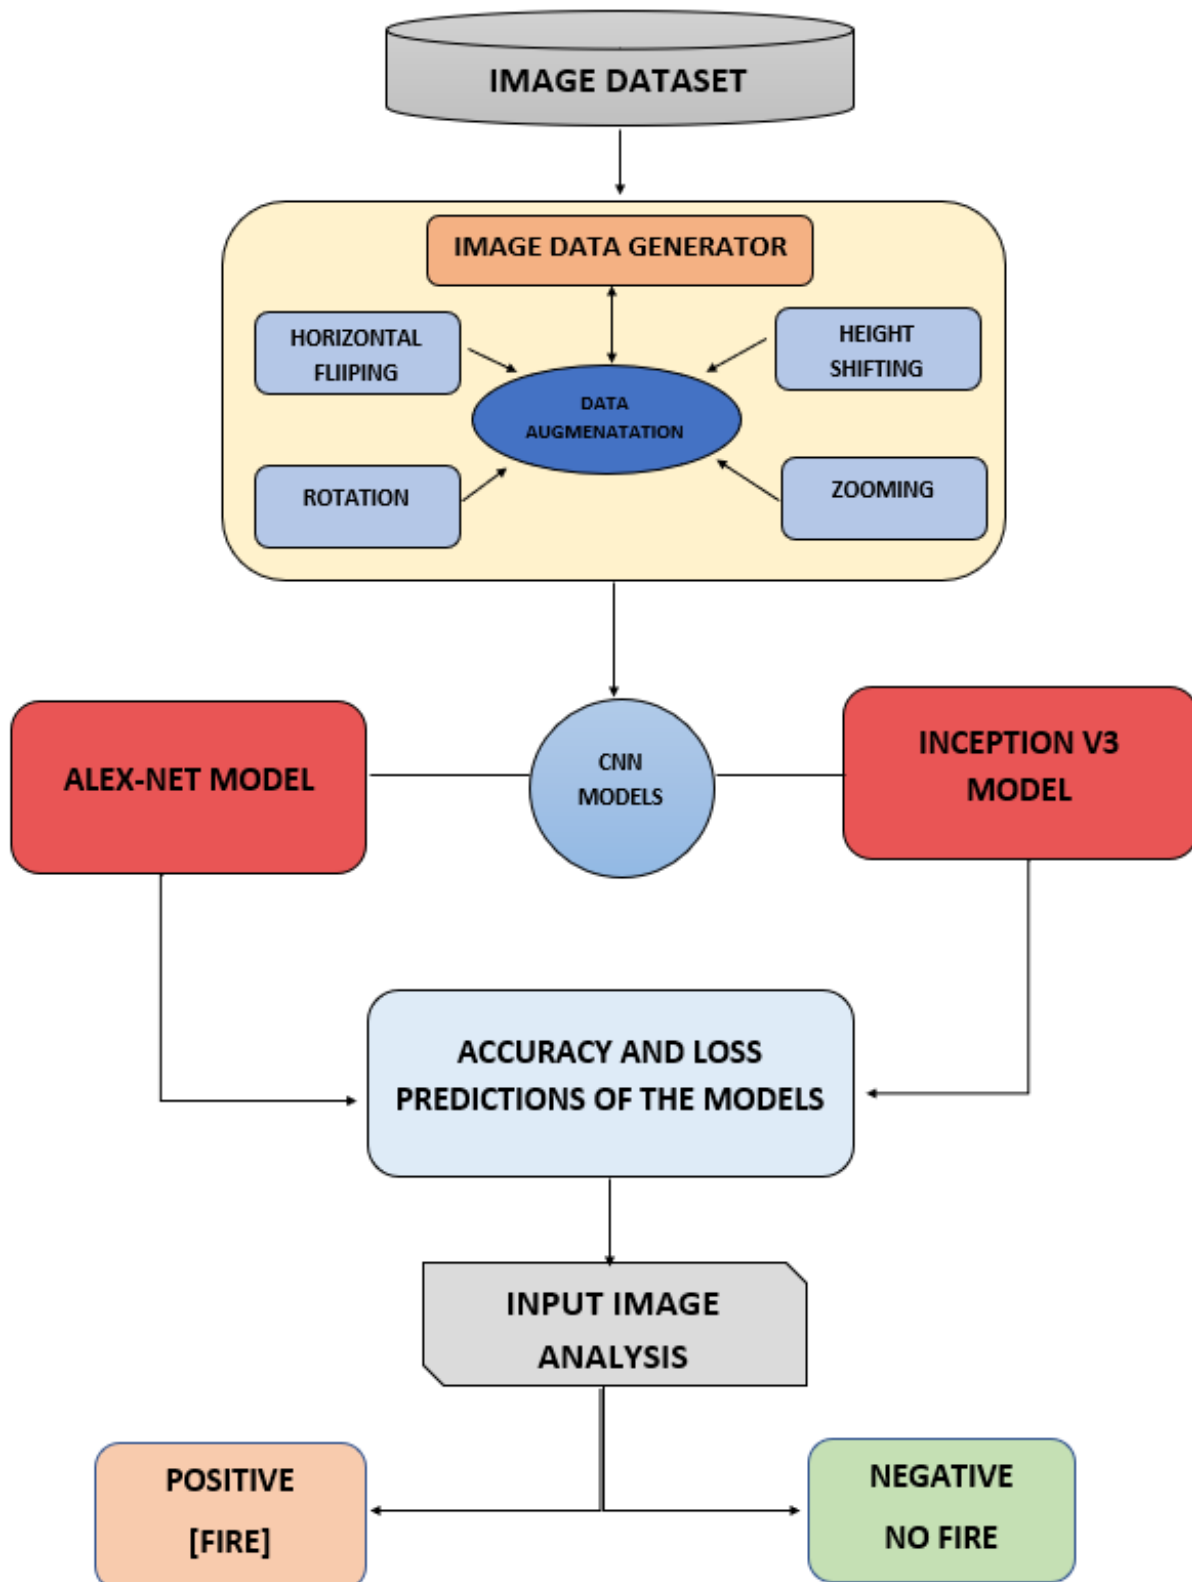 IMAGE DATASET
IMAGE DATA GENERATOR
HORIZONTAL
FLIIPING
HEIGHT
SHIFTING
DATA
AUGMENATATION
ROTATION
ZOOMING
ALEX-NET MODEL
CNN
MODELS
INCEPTION V3
MODEL
ACCURACY AND LOSS
PREDICTIONS OF THE MODELS
INPUT IMAGE
ANALYSIS
POSITIVE
[FIRE]
NEGATIVE
NO FIRE